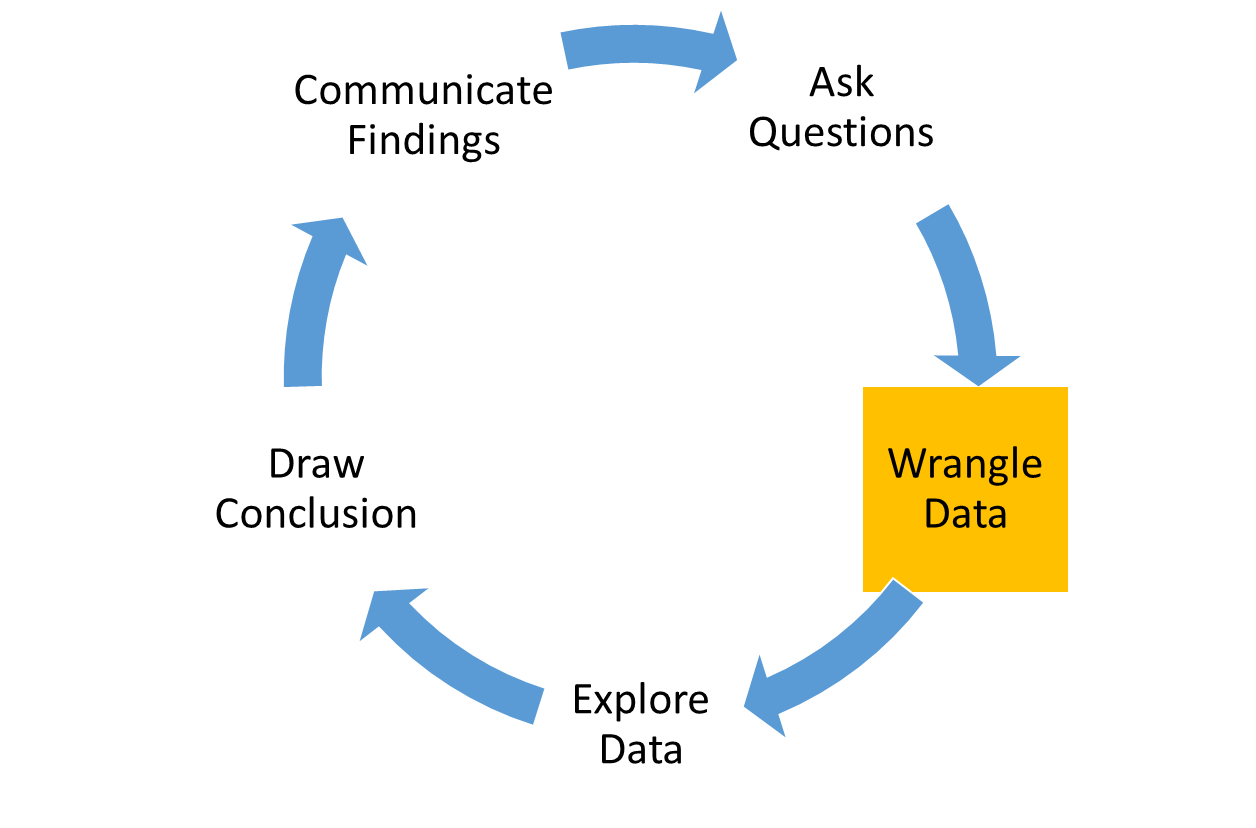 Communicate
Findings
Ask
Questions
Wrangle
Data
Explore
Data
Draw
Conclusion